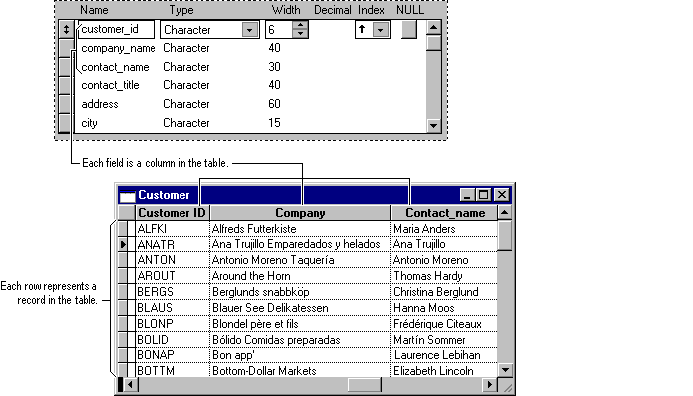 Name Type Width Decimal Index NULL
customer_id Character 6
company_name Character 40
contact_name Character 30
contact_title Character 40
address Character 60
city Character 15
Each field is a column in the table.
Customer
Customer ID Company Contact_name
ALFKI Alfreds Futterkiste Maria Anders
ANATR Ana Trujillo Emparedados y helados Ana Trujillo
ANTON Antonio Moreno Taquería Antonio Moreno
AROUT Around the Horn Thomas Hardy
BERGS Berglunds snabbköp Christina Berglund
BLAUS Blauer See Delikatessen Hanna Moos
BLONP Blondel père et fils Frédérique Citeaux
BOLID Bólido Comidas preparadas Martín Sommer
BONAP Bon app' Laurence Lebihan
BOTTM Bottom-Dollar Markets Elizabeth Lincoln
Each row represents a
record in the table.